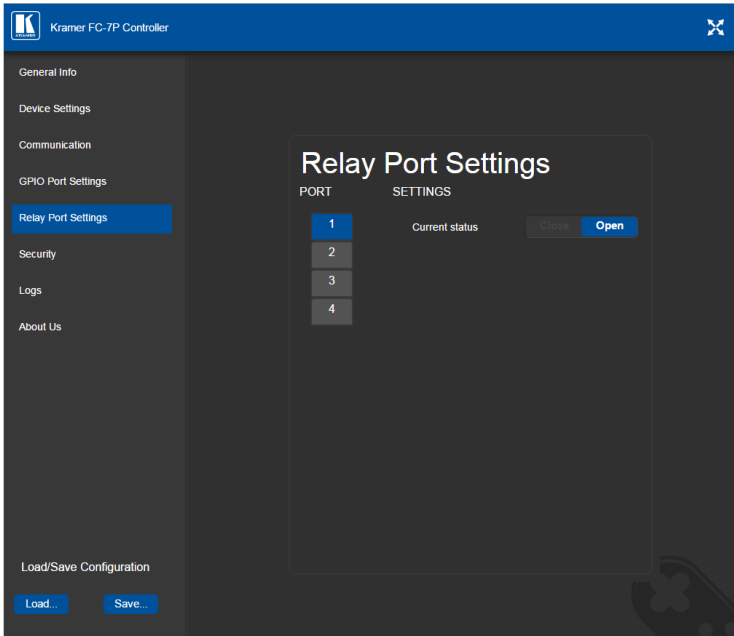 KRAMER
Kramer FC-7P Controller
General Info
Device Settings
Communication
GPIO Port Settings
Relay Port Settings
Security
Logs
About Us
Load/Save Configuration
Load... Save...
Relay Port Settings
PORT SETTINGS
1 Current status Close Open
2
3
4